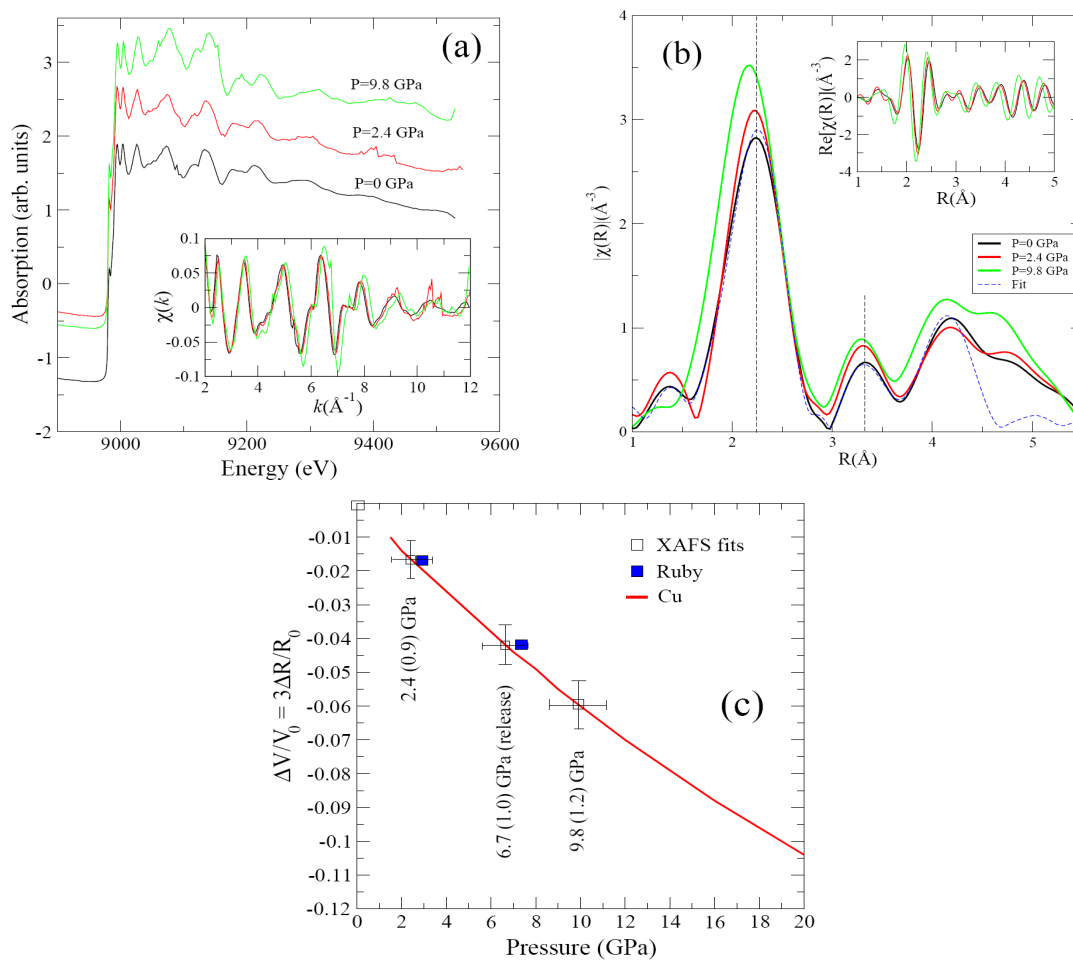 (a)
Absorption (arb. units)
3
2
1
0
-1
-2
P=9.8 GPa
P=2.4 GPa
P=0 GPa
χ(k)
0.1
0.05
0
-0.05
-0.1
2 4 6 8 10 12
k(Å⁻¹)
9000 9200 9400 9600
Energy (eV)
(b)
|χ(R)|(Å⁻³)
4
3
2
1
0
Re[χ(R)](Å⁻³)
2
0
-2
-4
1 2 3 4 5
R(Å)
P=0 GPa
P=2.4 GPa
P=9.8 GPa
Fit
1 2 3 4 5
R(Å)
(c)
ΔV/V₀ = 3ΔR/R₀
-0.01
-0.02
-0.03
-0.04
-0.05
-0.06
-0.07
-0.08
-0.09
-0.1
-0.11
-0.12
XAFS fits
Ruby
Cu
2.4 (0.9) GPa
6.7 (1.0) GPa (release)
9.8 (1.2) GPa
0 2 4 6 8 10 12 14 16 18 20
Pressure (GPa)